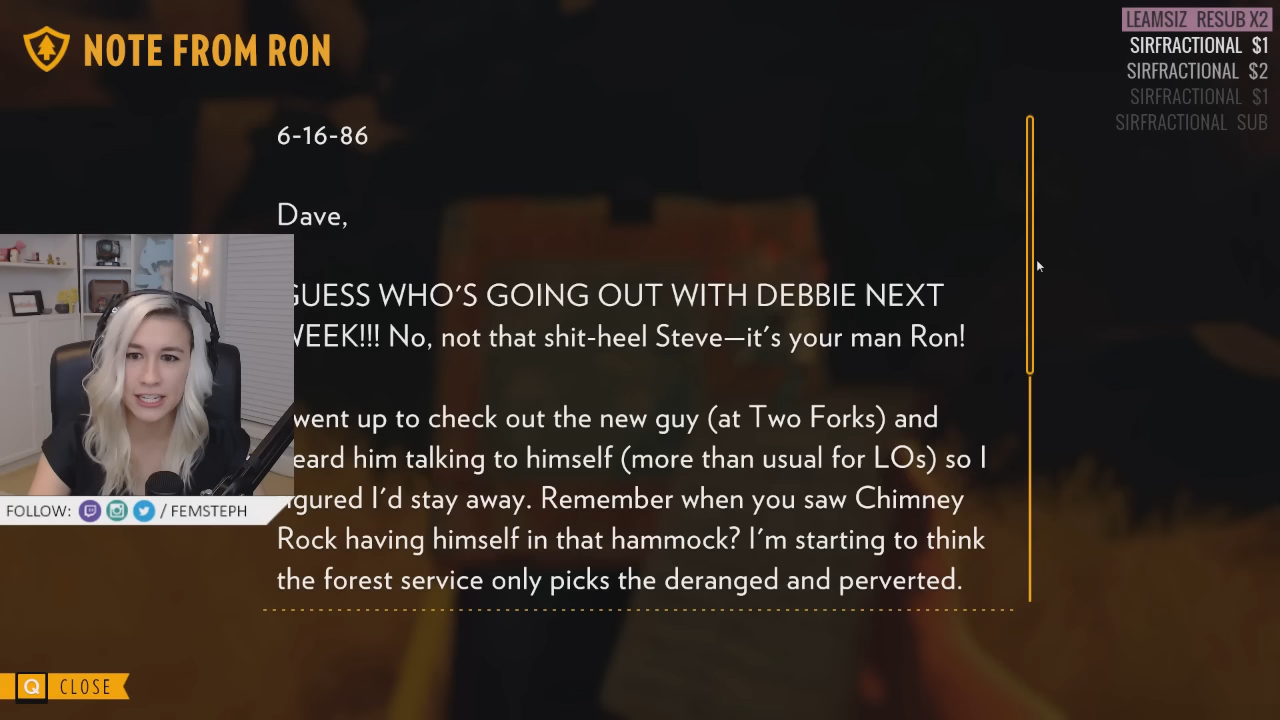 LEAMSIZ RESUB X2
NOTE FROM RON
SIRFRACTIONAL $1
SIRFRACTIONAL $2
SIRFRACTIONAL $1
SIRFRACTIONAL SUB
6-16-86
Dave,
GUESS WHO'S GOING OUT WITH DEBBIE NEXT
WEEK!!! No, not that shit-heel Steve—it's your man Ron!
went up to check out the new guy (at Two Forks) and
heard him talking to himself (more than usual for LOs) so I
figured I'd stay away. Remember when you saw Chimney
Rock having himself in that hammock? I'm starting to think
the forest service only picks the deranged and perverted.
FOLLOW: / FEMSTEPH
Q CLOSE